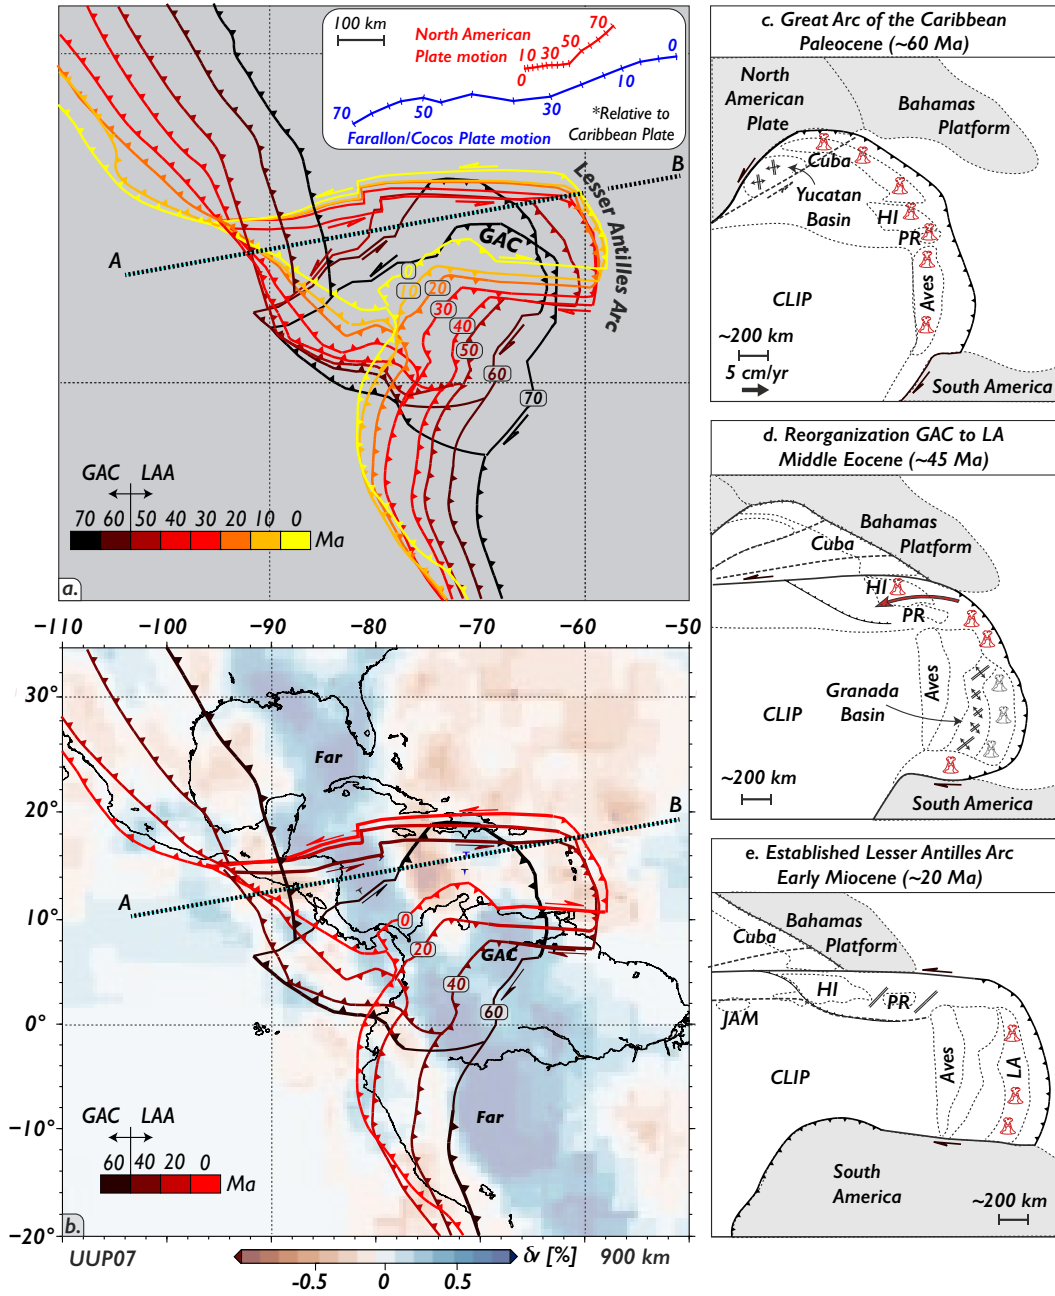 100 km
North American
Plate motion
70
50
10 30
0
0
10
30
50
70
*Relative to
Caribbean Plate
Farallon/Cocos Plate motion
Lesser Antilles Arc
B
A
GAC
0
10
20
30
40
50
60
70
GAC LAA
70 60 50 40 30 20 10 0
Ma
a.
-110 -100 -90 -80 -70 -60 -50
30°
20°
10°
0°
-10°
-20°
Far
B
A
0
20
GAC
40
60
Far
GAC LAA
60 40 20 0
Ma
b.
UUP07
δv [%]
900 km
-0.5 0 0.5
c. Great Arc of the Caribbean
Paleocene (~60 Ma)
North
American
Plate
Bahamas
Platform
Cuba
Yucatan
Basin
HI
PR
CLIP
Aves
~200 km
5 cm/yr
South America
d. Reorganization GAC to LA
Middle Eocene (~45 Ma)
Bahamas
Platform
Cuba
HI
PR
Aves
Granada
Basin
CLIP
~200 km
South America
e. Established Lesser Antilles Arc
Early Miocene (~20 Ma)
Bahamas
Platform
Cuba
HI
PR
JAM
Aves
LA
CLIP
South
America
~200 km